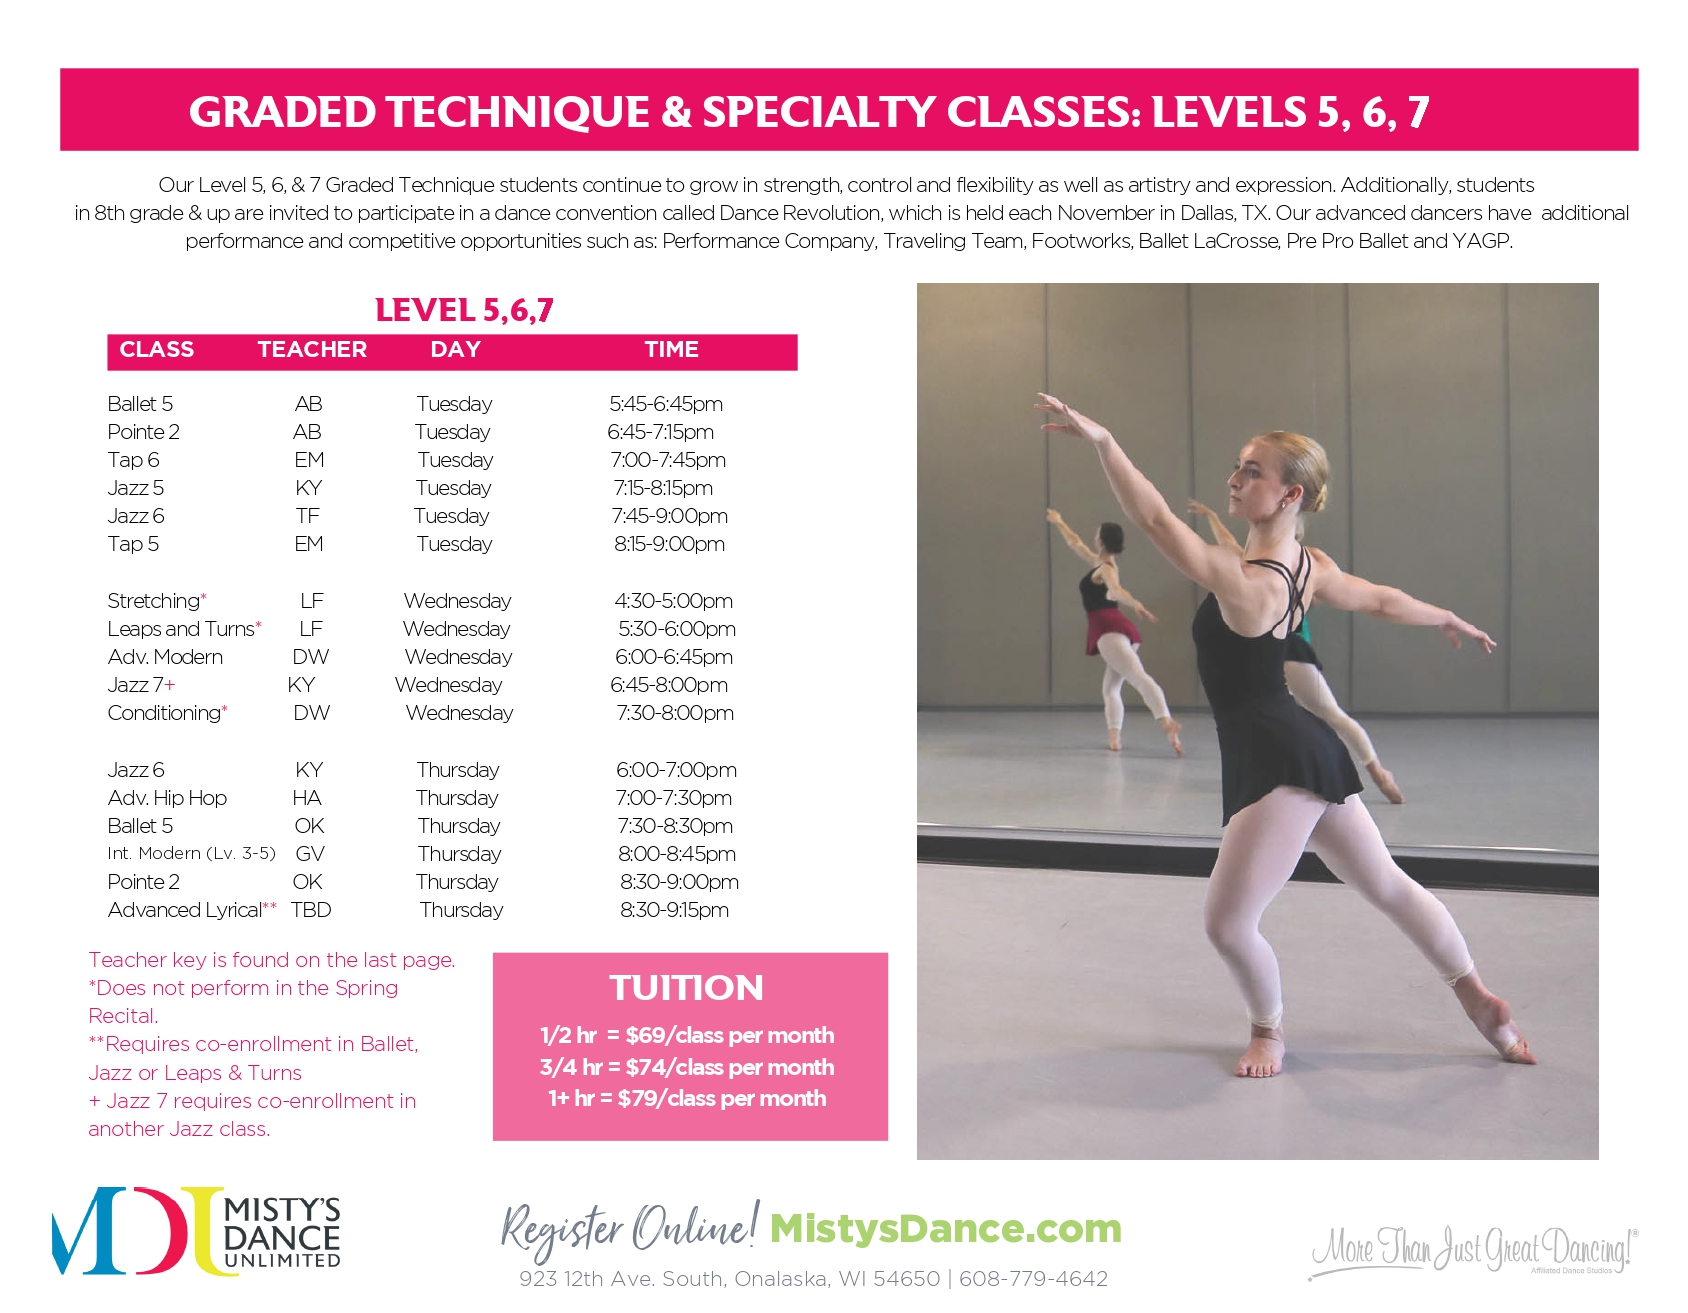 GRADED TECHNIQUE & SPECIALTY CLASSES: LEVELS 5, 6, 7
Our Level 5, 6, & 7 Graded Technique students continue to grow in strength, control and flexibility as well as artistry and expression. Additionally, students
in 8th grade & up are invited to participate in a dance convention called Dance Revolution, which is held each November in Dallas, TX. Our advanced dancers have additional
performance and competitive opportunities such as: Performance Company, Traveling Team, Footworks, Ballet LaCrosse, Pre Pro Ballet and YAGP.
LEVEL 5,6,7
CLASS TEACHER DAY TIME
Ballet 5 AB Tuesday 5:45-6:45pm
Pointe 2 AB Tuesday 6:45-7:15pm
Tap 6 EM Tuesday 7:00-7:45pm
Jazz 5 KY Tuesday 7:15-8:15pm
Jazz 6 TF Tuesday 7:45-9:00pm
Tap 5 EM Tuesday 8:15-9:00pm
Stretching* LF Wednesday 4:30-5:00pm
Leaps and Turns* LF Wednesday 5:30-6:00pm
Adv. Modern DW Wednesday 6:00-6:45pm
Jazz 7+ KY Wednesday 6:45-8:00pm
Conditioning* DW Wednesday 7:30-8:00pm
Jazz 6 KY Thursday 6:00-7:00pm
Adv. Hip Hop HA Thursday 7:00-7:30pm
Ballet 5 OK Thursday 7:30-8:30pm
Int. Modern (Lv. 3-5) GV Thursday 8:00-8:45pm
Pointe 2 OK Thursday 8:30-9:00pm
Advanced Lyrical** TBD Thursday 8:30-9:15pm
Teacher key is found on the last page.
*Does not perform in the Spring
Recital.
**Requires co-enrollment in Ballet,
Jazz or Leaps & Turns
+ Jazz 7 requires co-enrollment in
another Jazz class.
TUITION
1/2 hr = $69/class per month
3/4 hr = $74/class per month
1+ hr = $79/class per month
MDU
MISTY'S
DANCE
UNLIMITED
Register Online! MistysDance.com
923 12th Ave. South, Onalaska, WI 54650 | 608-779-4642
More Than Just Great Dancing!®
Affiliated Dance Studios